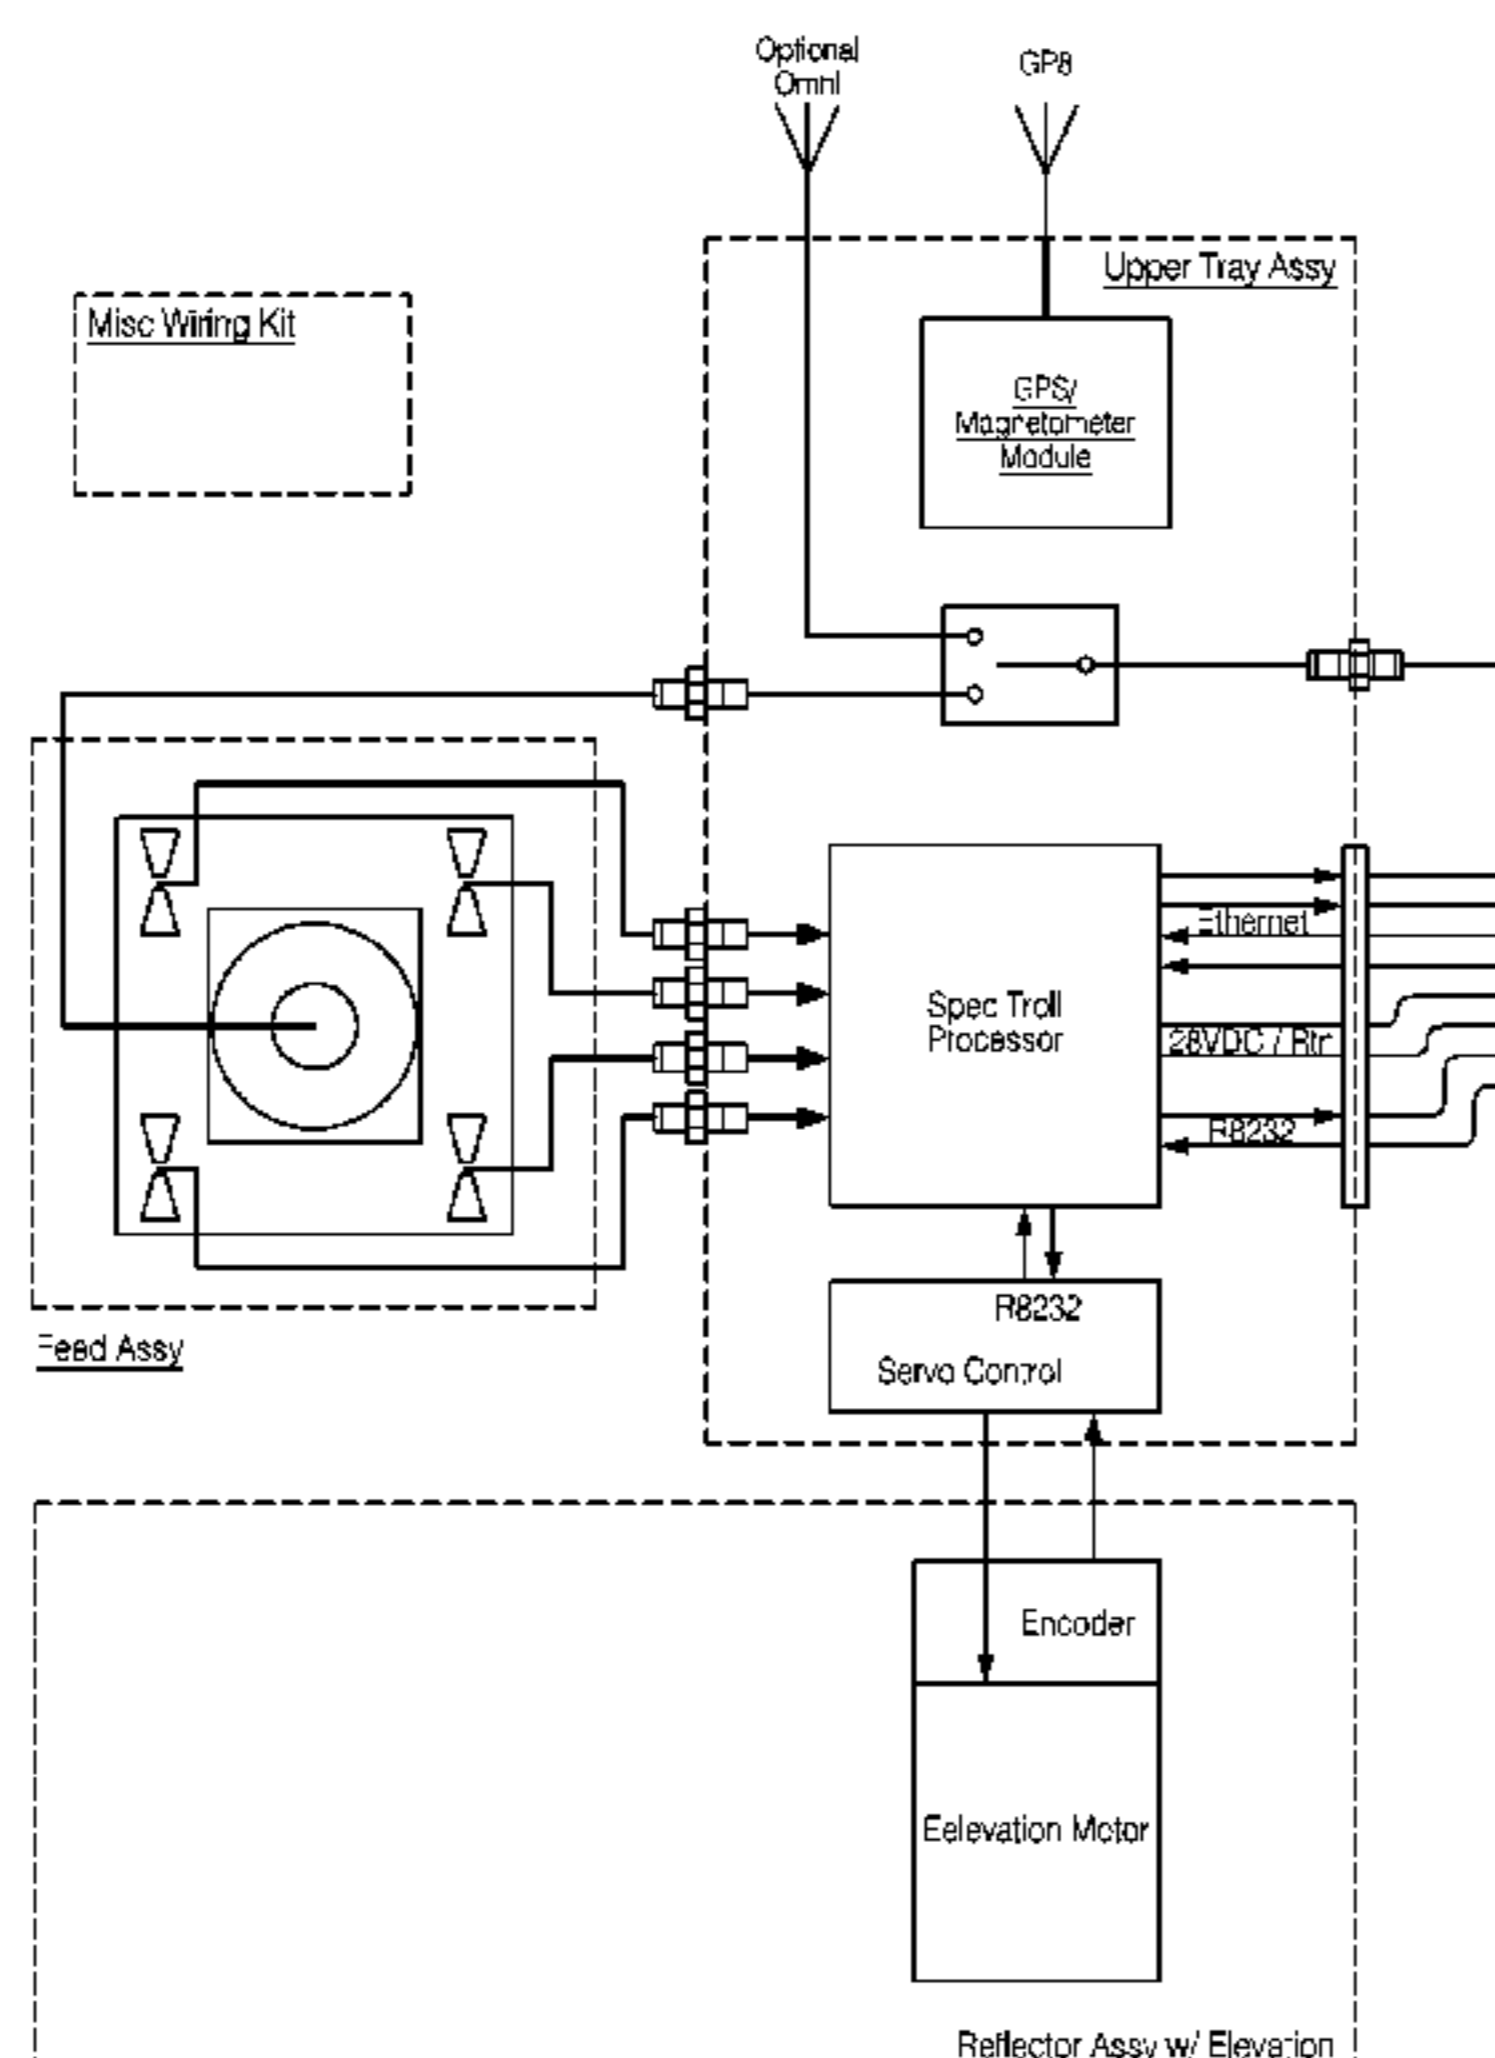 Optional
Omni
GPS
Upper Tray Assy
Misc Wiring Kit
GPS/
Magnetometer
Module
Ethernet
Spec Troll
Processor
28VDC / Rtr
RS232
RS232
Servo Control
Feed Assy
Encoder
Eelevation Motor
Reflector Assy w/ Elevation